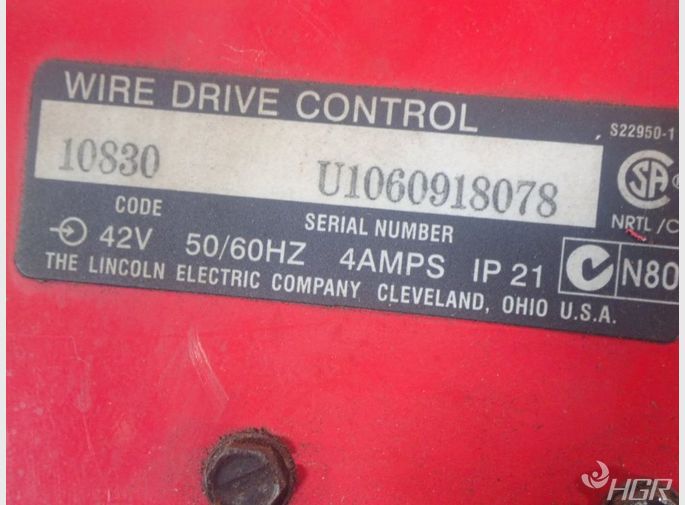 WIRE DRIVE CONTROL
S22950-1
10830 U1060918078
CODE SERIAL NUMBER
SA
NRTL/C
42V 50/60HZ 4AMPS IP 21 N80
THE LINCOLN ELECTRIC COMPANY CLEVELAND, OHIO U.S.A.
HGR